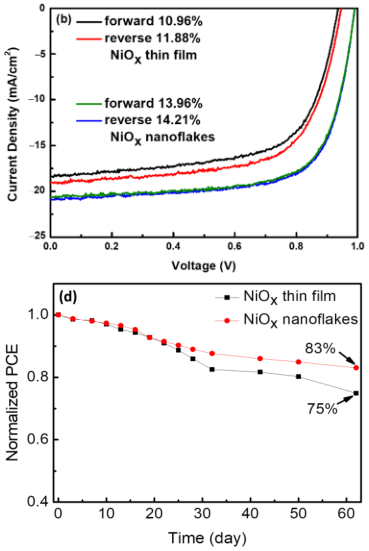 (b)
forward 10.96%
reverse 11.88%
NiOX thin film
forward 13.96%
reverse 14.21%
NiOX nanoflakes
Current Density (mA/cm²)
0
−5
−10
−15
20
−25
0.0 0.2 0.4 0.6 0.8 1.0
Voltage (V)
(d)
NiOX thin film
NiOX nanoflakes
83%
75%
Normalized PCE
1.0
0.8
0.6
0.4
0 10 20 30 40 50 60
Time (day)